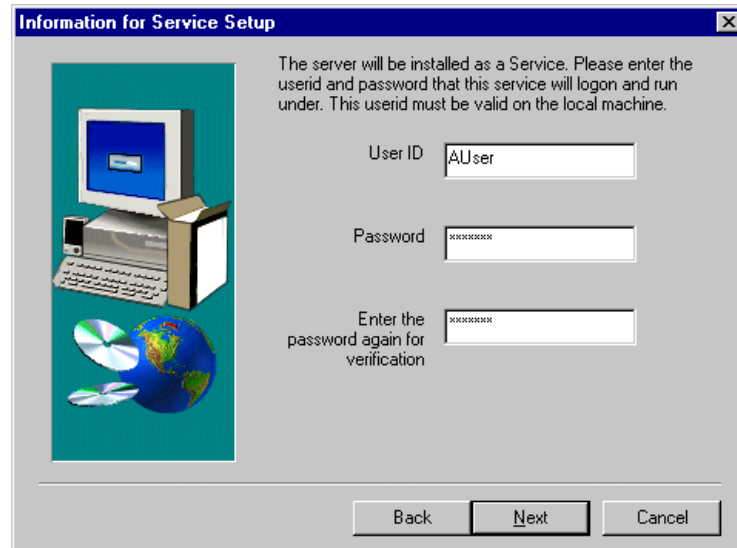 Information for Service Setup
The server will be installed as a Service. Please enter the
userid and password that this service will logon and run
under. This userid must be valid on the local machine.
User ID
AUser
Password
*******
Enter the
password again for
verification
*******
Back
Next
Cancel